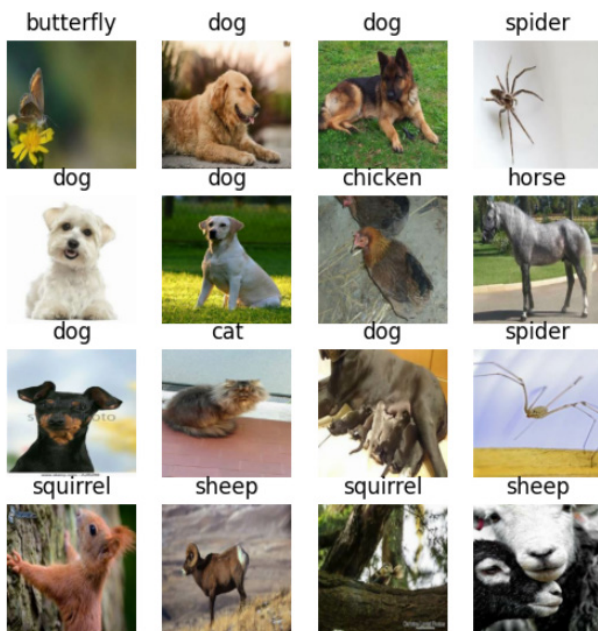 butterfly dog dog spider
dog dog chicken horse
dog cat dog spider
squirrel sheep squirrel sheep